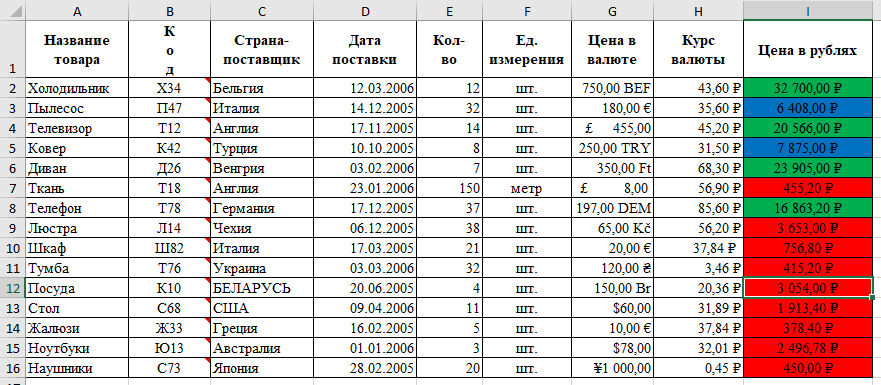 A B C D E F G H I
1 Название товара Код Страна-поставщик Дата поставки Кол-во Ед. измерения Цена в валюте Курс валюты Цена в рублях
2 Холодильник Х34 Бельгия 12.03.2006 12 шт. 750,00 BEF 43,60 ₽ 32 700,00 ₽
3 Пылесос П47 Италия 14.12.2005 32 шт. 180,00 € 35,60 ₽ 6 408,00 ₽
4 Телевизор Т12 Англия 17.11.2005 14 шт. £ 455,00 45,20 ₽ 20 566,00 ₽
5 Ковер К42 Турция 10.10.2005 8 шт. 250,00 TRY 31,50 ₽ 7 875,00 ₽
6 Диван Д26 Венгрия 03.02.2006 7 шт. 350,00 Ft 68,30 ₽ 23 905,00 ₽
7 Ткань Т18 Англия 23.01.2006 150 метр £ 8,00 56,90 ₽ 455,20 ₽
8 Телефон Т78 Германия 17.12.2005 37 шт. 197,00 DEM 85,60 ₽ 16 863,20 ₽
9 Люстра Л14 Чехия 06.12.2005 38 шт. 65,00 Kč 56,20 ₽ 3 653,00 ₽
10 Шкаф Ш82 Италия 17.03.2005 21 шт. 20,00 € 37,84 ₽ 756,80 ₽
11 Тумба Т76 Украина 03.03.2006 32 шт. 120,00 ₴ 3,46 ₽ 415,20 ₽
12 Посуда К10 БЕЛАРУСЬ 20.06.2005 4 шт. 150,00 Br 20,36 ₽ 3 054,00 ₽
13 Стол С68 США 09.04.2006 11 шт. $60,00 31,89 ₽ 1 913,40 ₽
14 Жалюзи Ж33 Греция 16.02.2005 5 шт. 10,00 € 37,84 ₽ 378,40 ₽
15 Ноутбуки Ю13 Австралия 01.01.2006 3 шт. $78,00 32,01 ₽ 2 496,78 ₽
16 Наушники С73 Япония 28.02.2005 20 шт. ¥1 000,00 0,45 ₽ 450,00 ₽